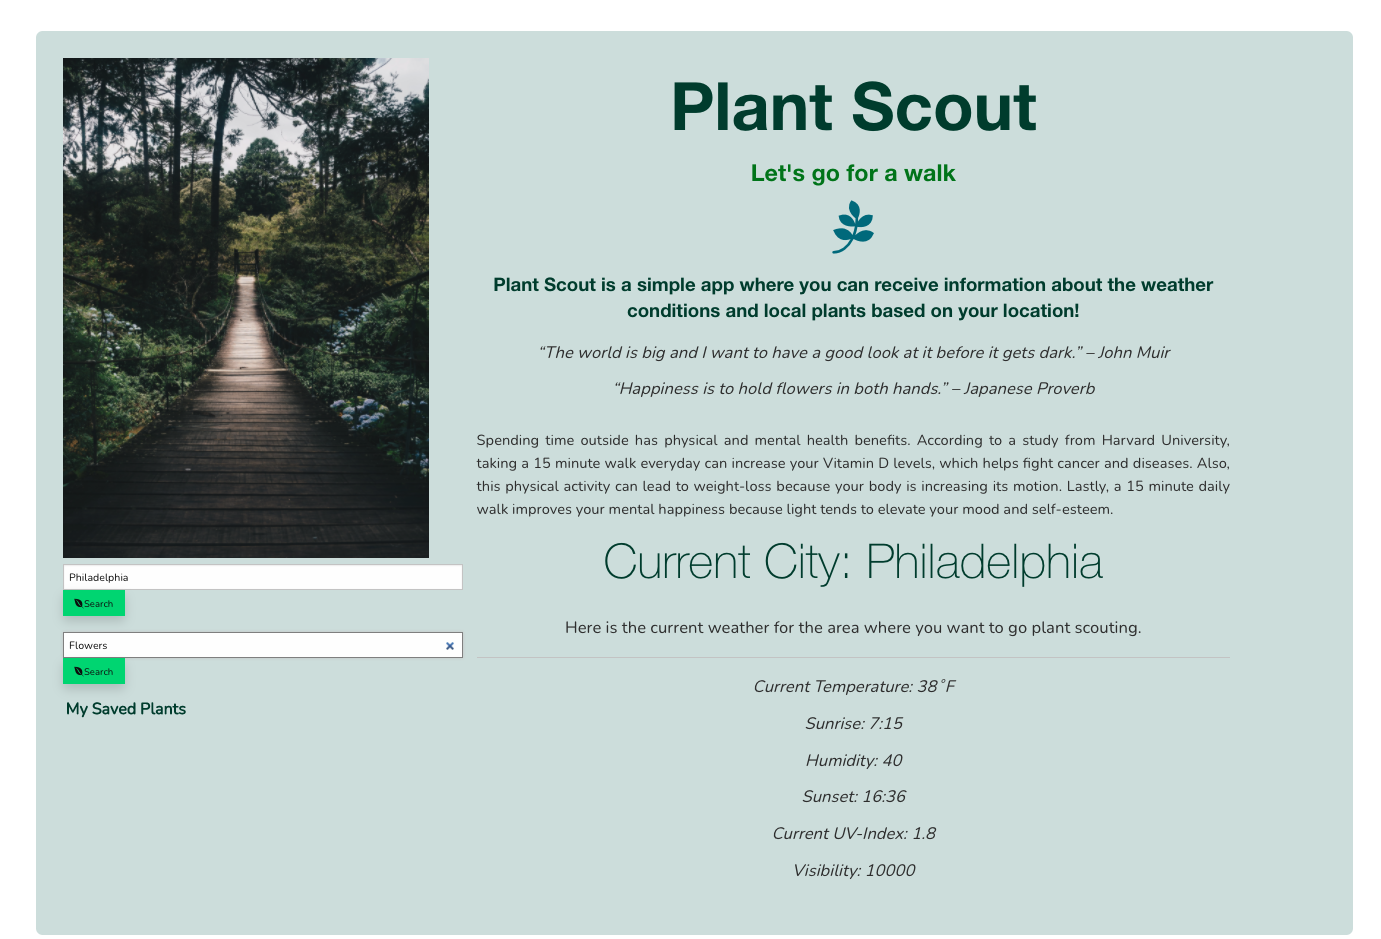 Plant Scout
Let's go for a walk
Plant Scout is a simple app where you can receive information about the weather
conditions and local plants based on your location!
“The world is big and I want to have a good look at it before it gets dark.” – John Muir
“Happiness is to hold flowers in both hands.” – Japanese Proverb
Spending time outside has physical and mental health benefits. According to a study from Harvard University,
taking a 15 minute walk everyday can increase your Vitamin D levels, which helps fight cancer and diseases. Also,
this physical activity can lead to weight-loss because your body is increasing its motion. Lastly, a 15 minute daily
walk improves your mental happiness because light tends to elevate your mood and self-esteem.
Philadelphia
Search
Flowers
Search
My Saved Plants
Current City: Philadelphia
Here is the current weather for the area where you want to go plant scouting.
Current Temperature: 38˚F
Sunrise: 7:15
Humidity: 40
Sunset: 16:36
Current UV-Index: 1.8
Visibility: 10000